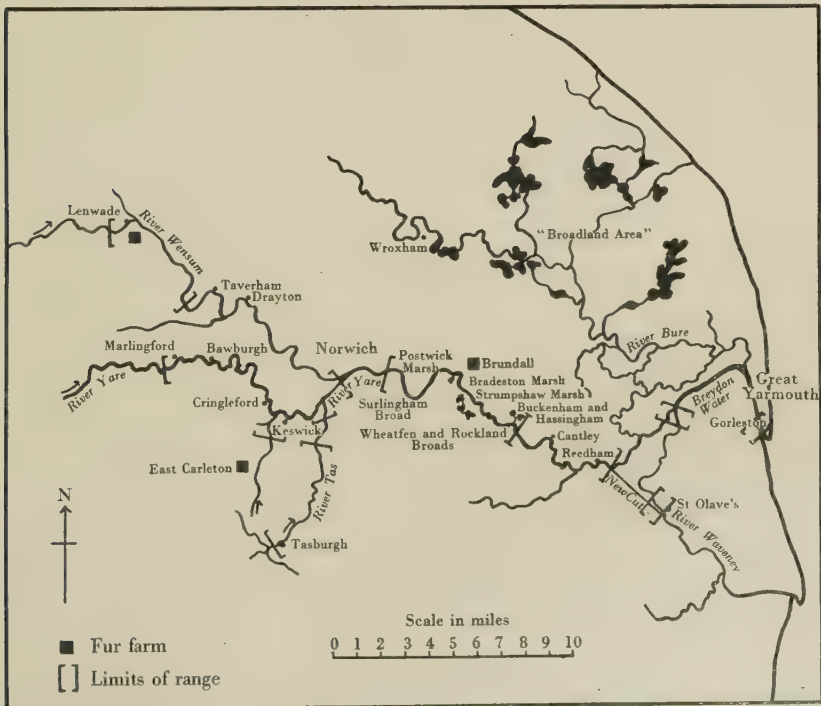 Lenwade
River Wensum
"Broadland Area"
Wroxham
Taverham
Drayton
Marlingford
Bawburgh
Norwich
Postwick
Marsh
Brundall
River Bure
River Yare
River Yare
Bradeston Marsh
Strumpshaw Marsh
Great
Yarmouth
Breydon
Water
Cringleford
Surlingham
Broad
Buckenham and
Hassingham
Gorleston
Keswick
Wheatfen and Rockland
Broads
Cantley
Reedham
East Carleton
River Tas
New Cut
St Olave's
River Waveney
N
Tasburgh
Scale in miles
0 1 2 3 4 5 6 7 8 9 10
Fur farm
[ ] Limits of range